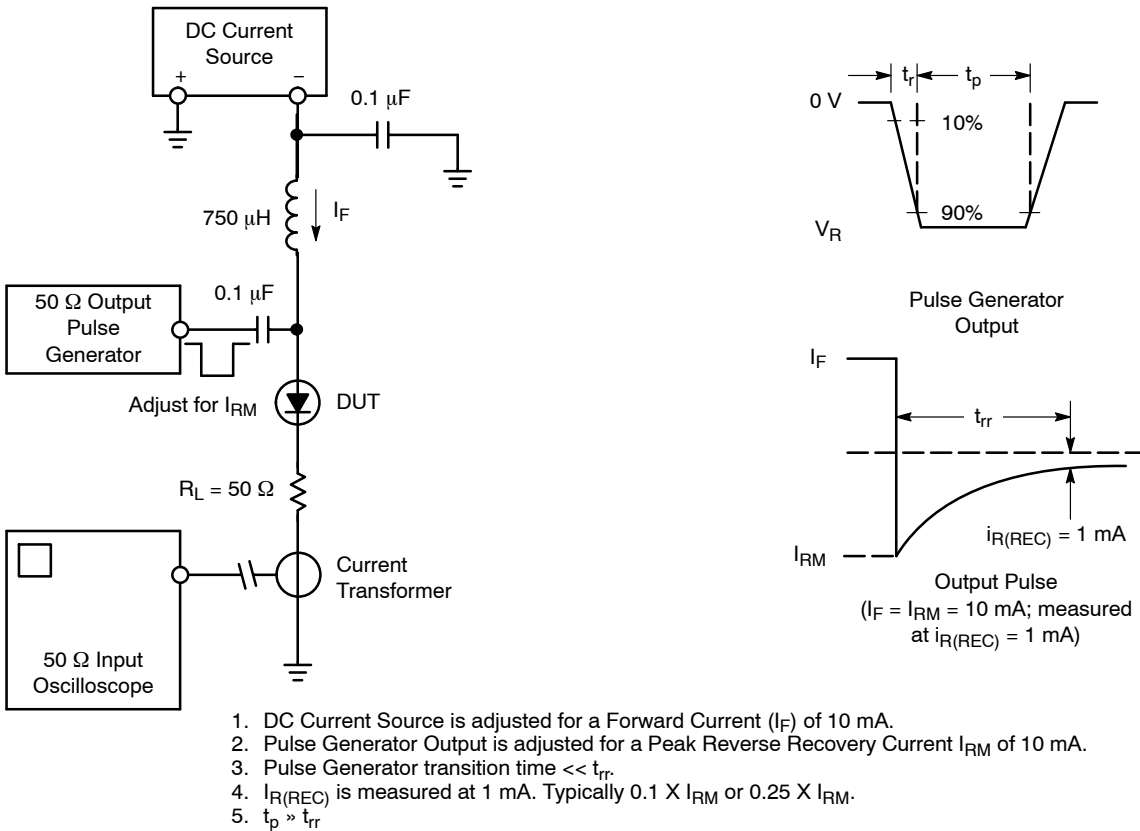 DC Current
Source
+
−
0.1 μF
750 μH
I_F
0.1 μF
50 Ω Output
Pulse
Generator
Adjust for I_RM
DUT
R_L = 50 Ω
Current
Transformer
50 Ω Input
Oscilloscope
t_r
t_p
0 V
10%
90%
V_R
Pulse Generator
Output
I_F
t_rr
i_R(REC) = 1 mA
I_RM
Output Pulse
(I_F = I_RM = 10 mA; measured
at i_R(REC) = 1 mA)
1. DC Current Source is adjusted for a Forward Current (I_F) of 10 mA.
2. Pulse Generator Output is adjusted for a Peak Reverse Recovery Current I_RM of 10 mA.
3. Pulse Generator transition time << t_rr.
4. I_R(REC) is measured at 1 mA. Typically 0.1 X I_RM or 0.25 X I_RM.
5. t_p » t_rr